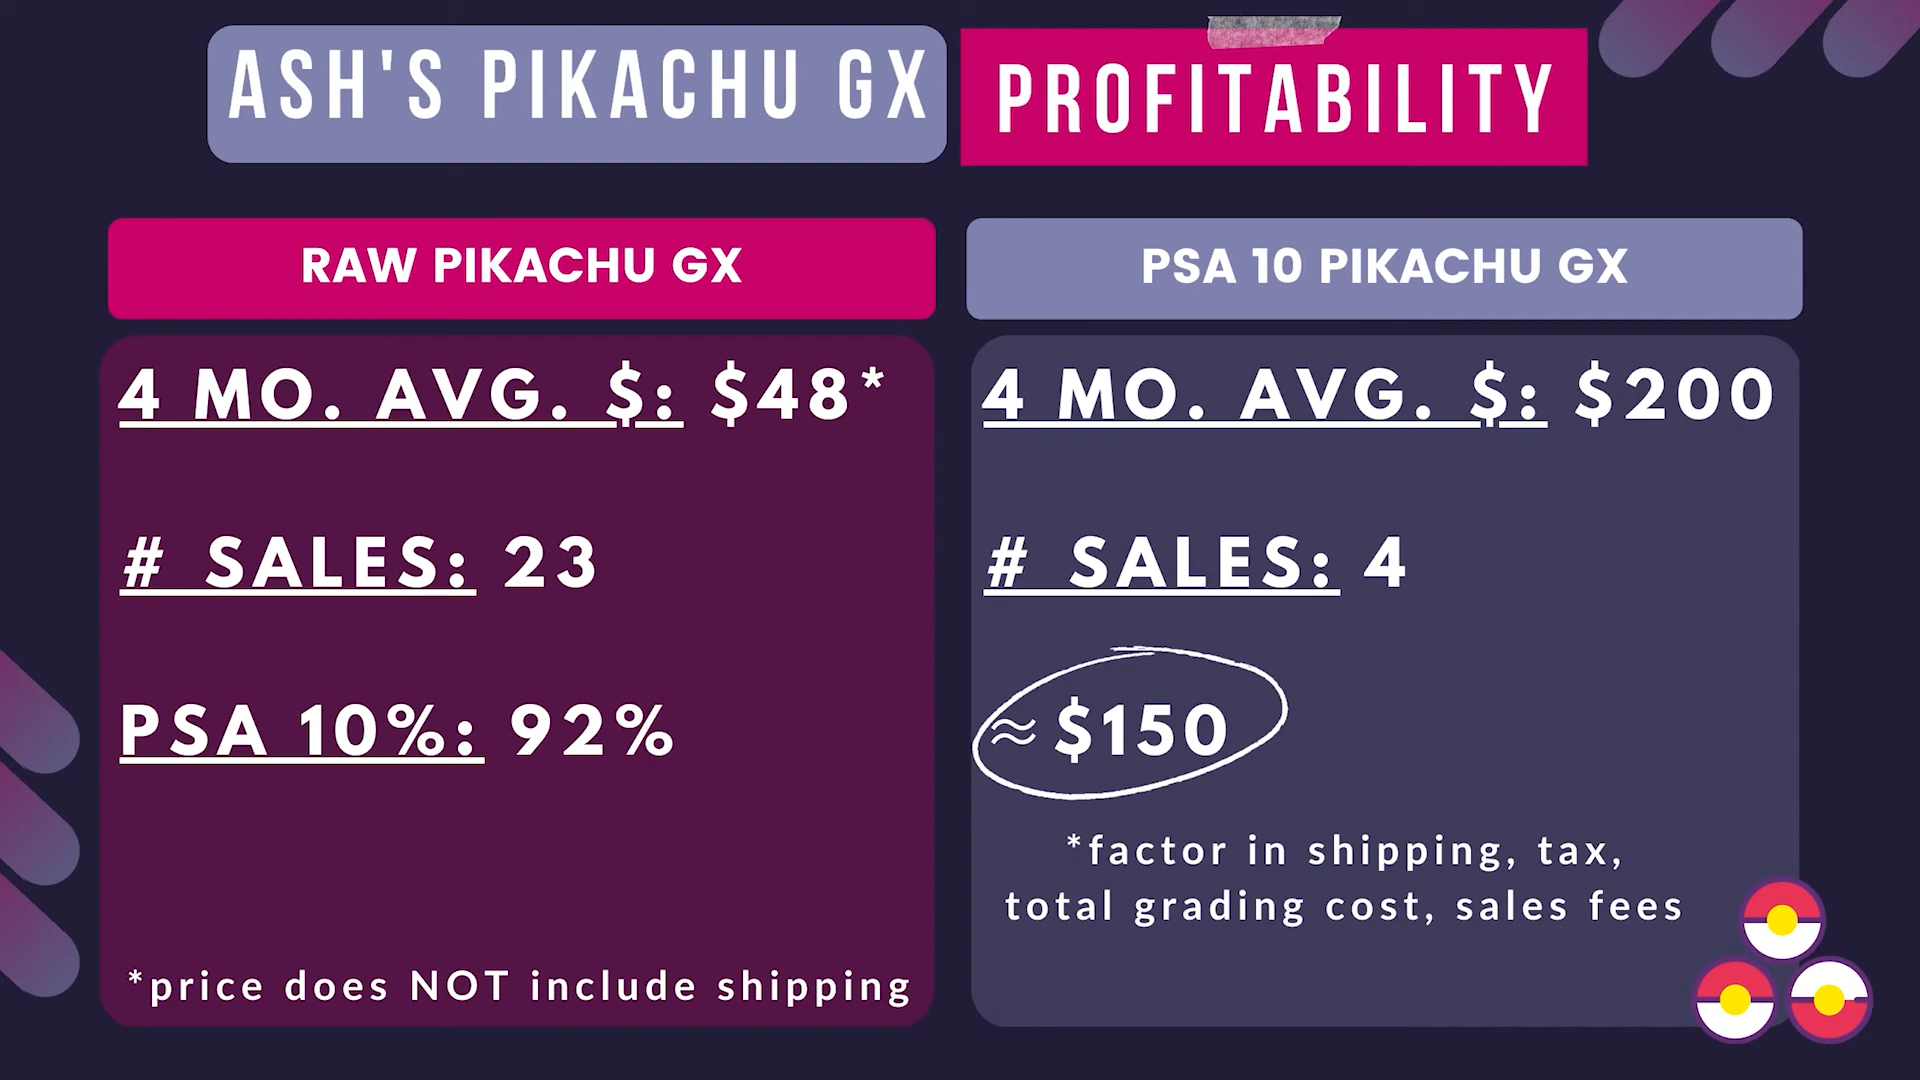 ASH'S PIKACHU GX
PROFITABILITY
RAW PIKACHU GX
4 MO. AVG. $: $48*
# SALES: 23
PSA 10%: 92%
*price does NOT include shipping
PSA 10 PIKACHU GX
4 MO. AVG. $: $200
# SALES: 4
≈ $150
*factor in shipping, tax,
total grading cost, sales fees